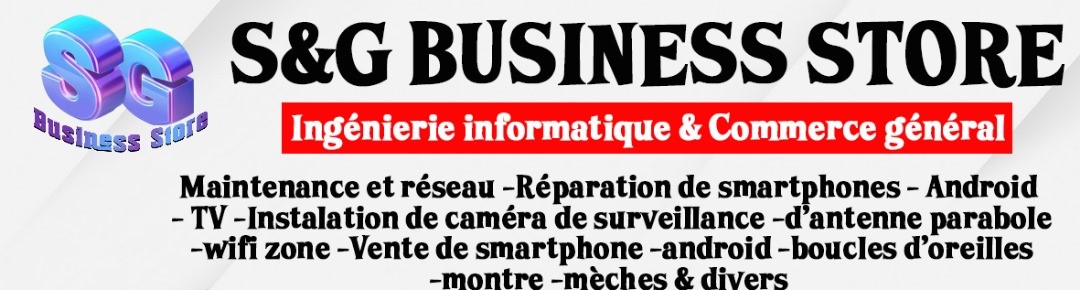 SG
Business Store
S&G BUSINESS STORE
Ingénierie informatique & Commerce général
Maintenance et réseau -Réparation de smartphones - Android
- TV -Instalation de caméra de surveillance -d'antenne parabole
-wifi zone -Vente de smartphone -android -boucles d'oreilles
-montre -mèches & divers